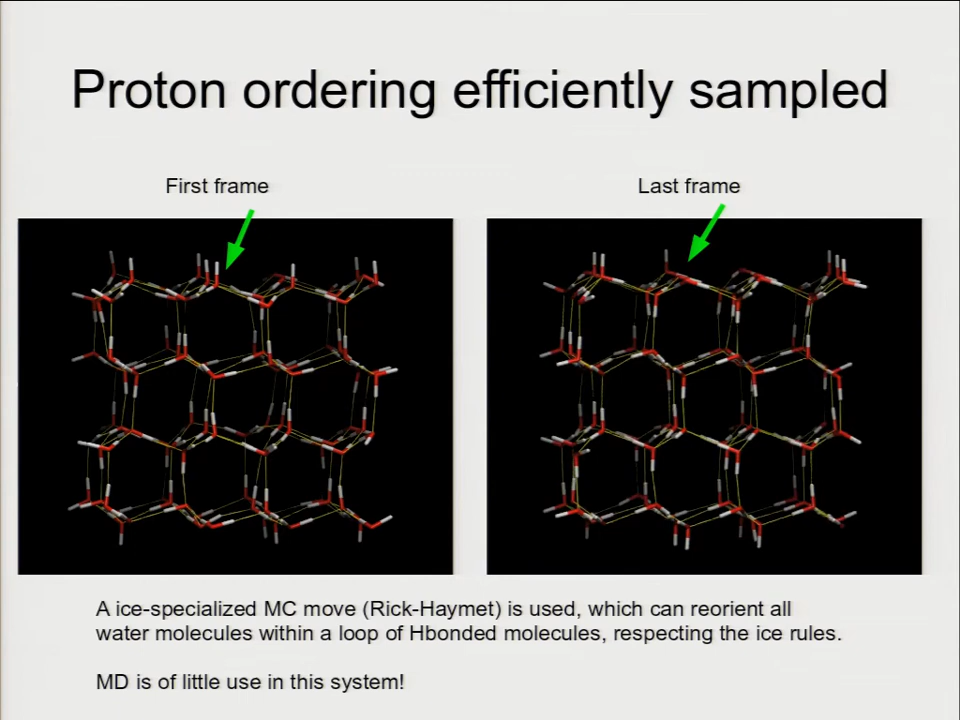 Proton ordering efficiently sampled
First frame
Last frame
A ice-specialized MC move (Rick-Haymet) is used, which can reorient all
water molecules within a loop of Hbonded molecules, respecting the ice rules.
MD is of little use in this system!